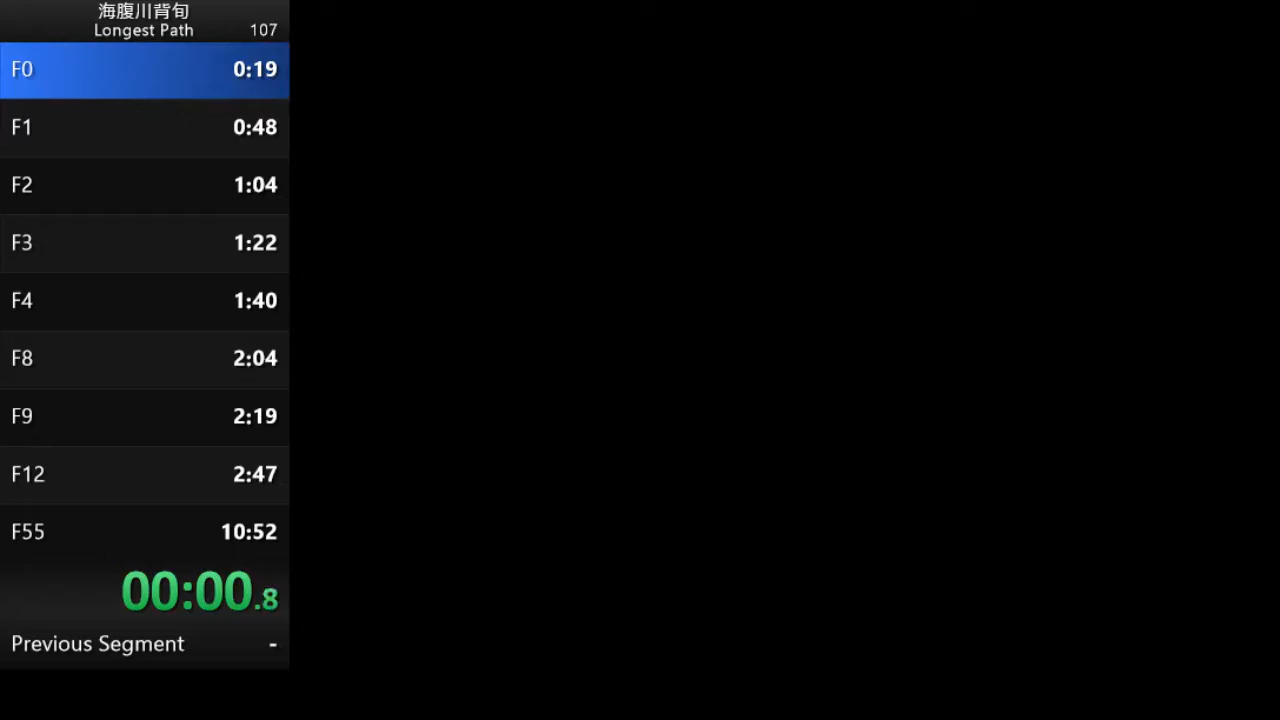 海腹川背旬
Longest Path 107
F0 0:19
F1 0:48
F2 1:04
F3 1:22
F4 1:40
F8 2:04
F9 2:19
F12 2:47
F55 10:52
00:00.8
Previous Segment -